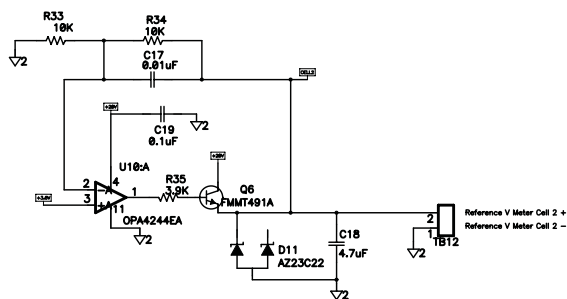 R33
10K
R34
10K
2
C17
0.01uF
CELL2
+28V
C19
0.1uF
2
U10:A
+28V
4
R35
3.9K
Q6
FMMT491A
2
-A
1
3
+A
11
OPA4244EA
2
D11
AZ23C22
C18
4.7uF
2
Reference V Meter Cell 2 +
2
Reference V Meter Cell 2 -
1
TB12
2
2